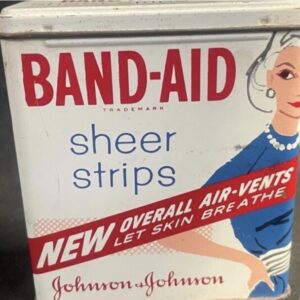 BAND-AID
TRADEMARK
sheer
strips
NEW OVERALL AIR-VENTS
LET SKIN BREATHE
Johnson & Johnson